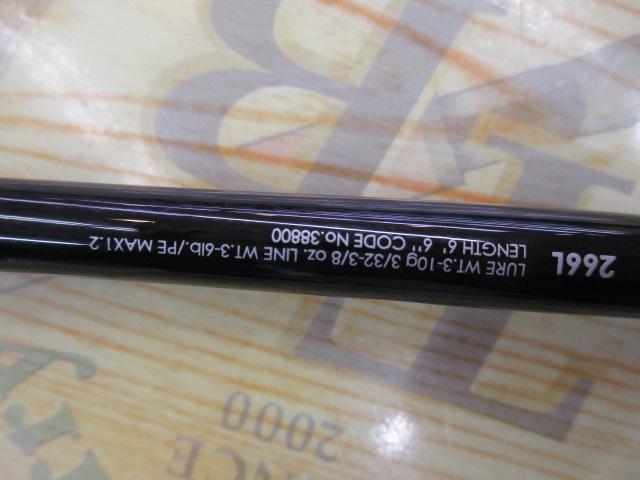 266L
LURE WT.3-10g 3/32-3/8 oz. LINE WT.3-6lb./PE MAX1.2
LENGTH 6' 6'' CODE No.38800
2000